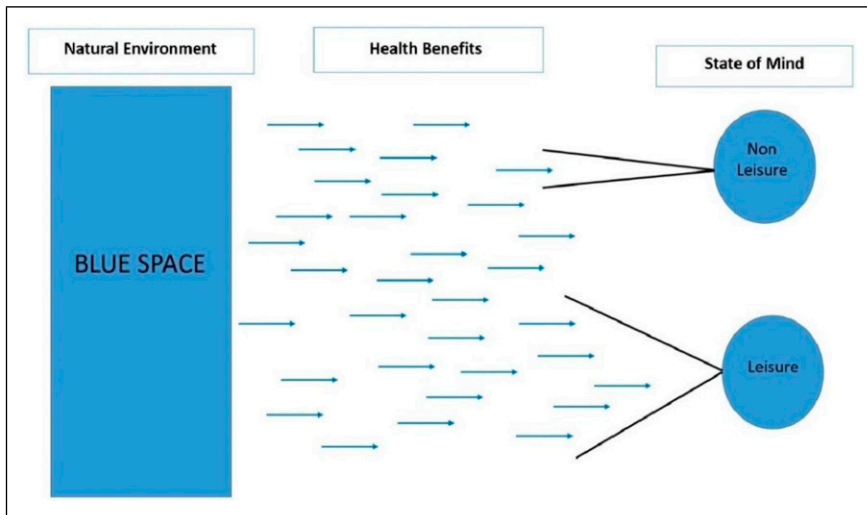 Natural Environment
Health Benefits
State of Mind
BLUE SPACE
Non
Leisure
Leisure